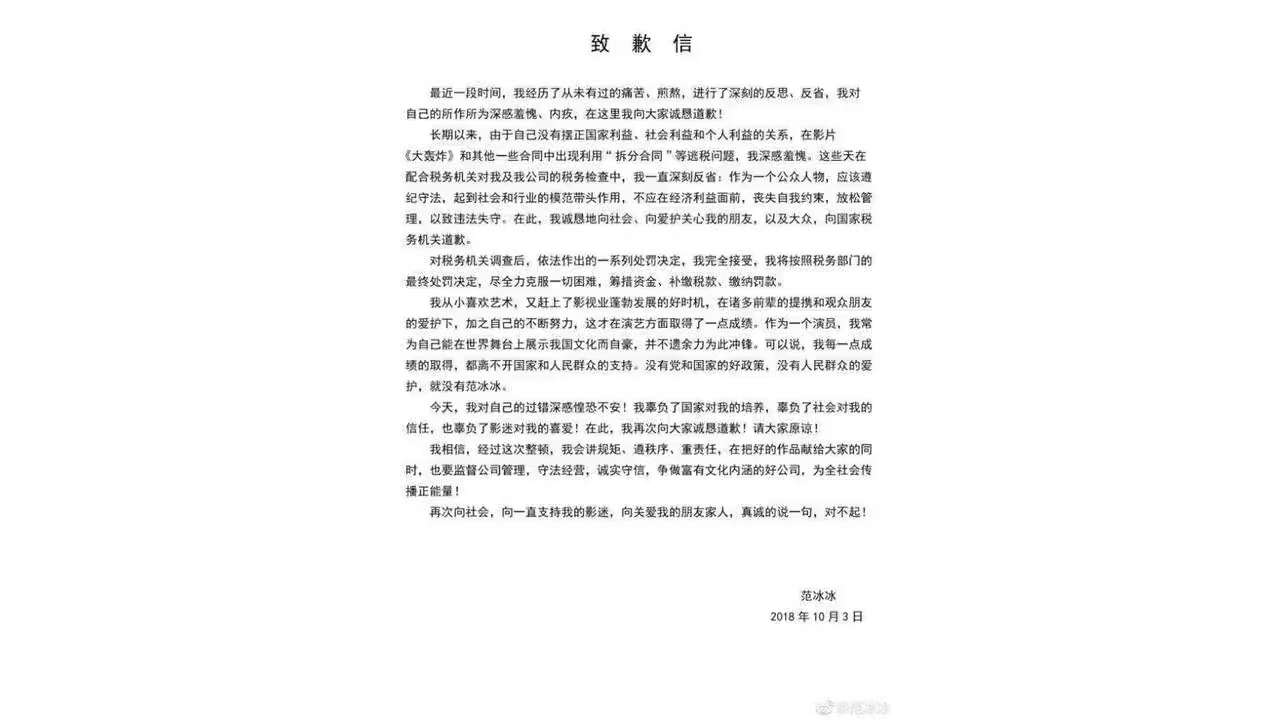 致 歉 信
最近一段时间，我经历了从未有过的痛苦、煎熬，进行了深刻的反思、反省，我对
自己的所作所为深感羞愧、内疚，在这里我向大家诚恳道歉！
长期以来，由于自己没有摆正国家利益、社会利益和个人利益的关系，在影片
《大轰炸》和其他一些合同中出现利用“拆分合同”等逃税问题，我深感羞愧。这些天在
配合税务机关对我及我公司的税务检查中，我一直深刻反省：作为一个公众人物，应该遵
纪守法，起到社会和行业的模范带头作用，不应在经济利益面前，丧失自我约束，放松管
理，以致违法失守。在此，我诚恳地向社会、向爱护关心我的朋友，以及大众，向国家税
务机关道歉。
对税务机关调查后，依法作出的一系列处罚决定，我完全接受，我将按照税务部门的
最终处罚决定，尽全力克服一切困难，筹措资金、补缴税款、缴纳罚款。
我从小喜欢艺术，又赶上了影视业蓬勃发展的好时机，在诸多前辈的提携和观众朋友
的爱护下，加之自己的不断努力，这才在演艺方面取得了一点成绩。作为一个演员，我常
为自己能在世界舞台上展示我国文化而自豪，并不遗余力为此冲锋。可以说，我每一点成
绩的取得，都离不开国家和人民群众的支持。没有党和国家的好政策，没有人民群众的爱
护，就没有范冰冰。
今天，我对自己的过错深感惶恐不安！我辜负了国家对我的培养，辜负了社会对我的
信任，也辜负了影迷对我的喜爱！在此，我再次向大家诚恳道歉！请大家原谅！
我相信，经过这次整顿，我会讲规矩、遵秩序、重责任，在把好的作品献给大家的同
时，也要监督公司管理，守法经营，诚实守信，争做富有文化内涵的好公司，为全社会传
播正能量！
再次向社会，向一直支持我的影迷，向关爱我的朋友家人，真诚的说一句，对不起！
范冰冰
2018 年 10 月 3 日
@范冰冰